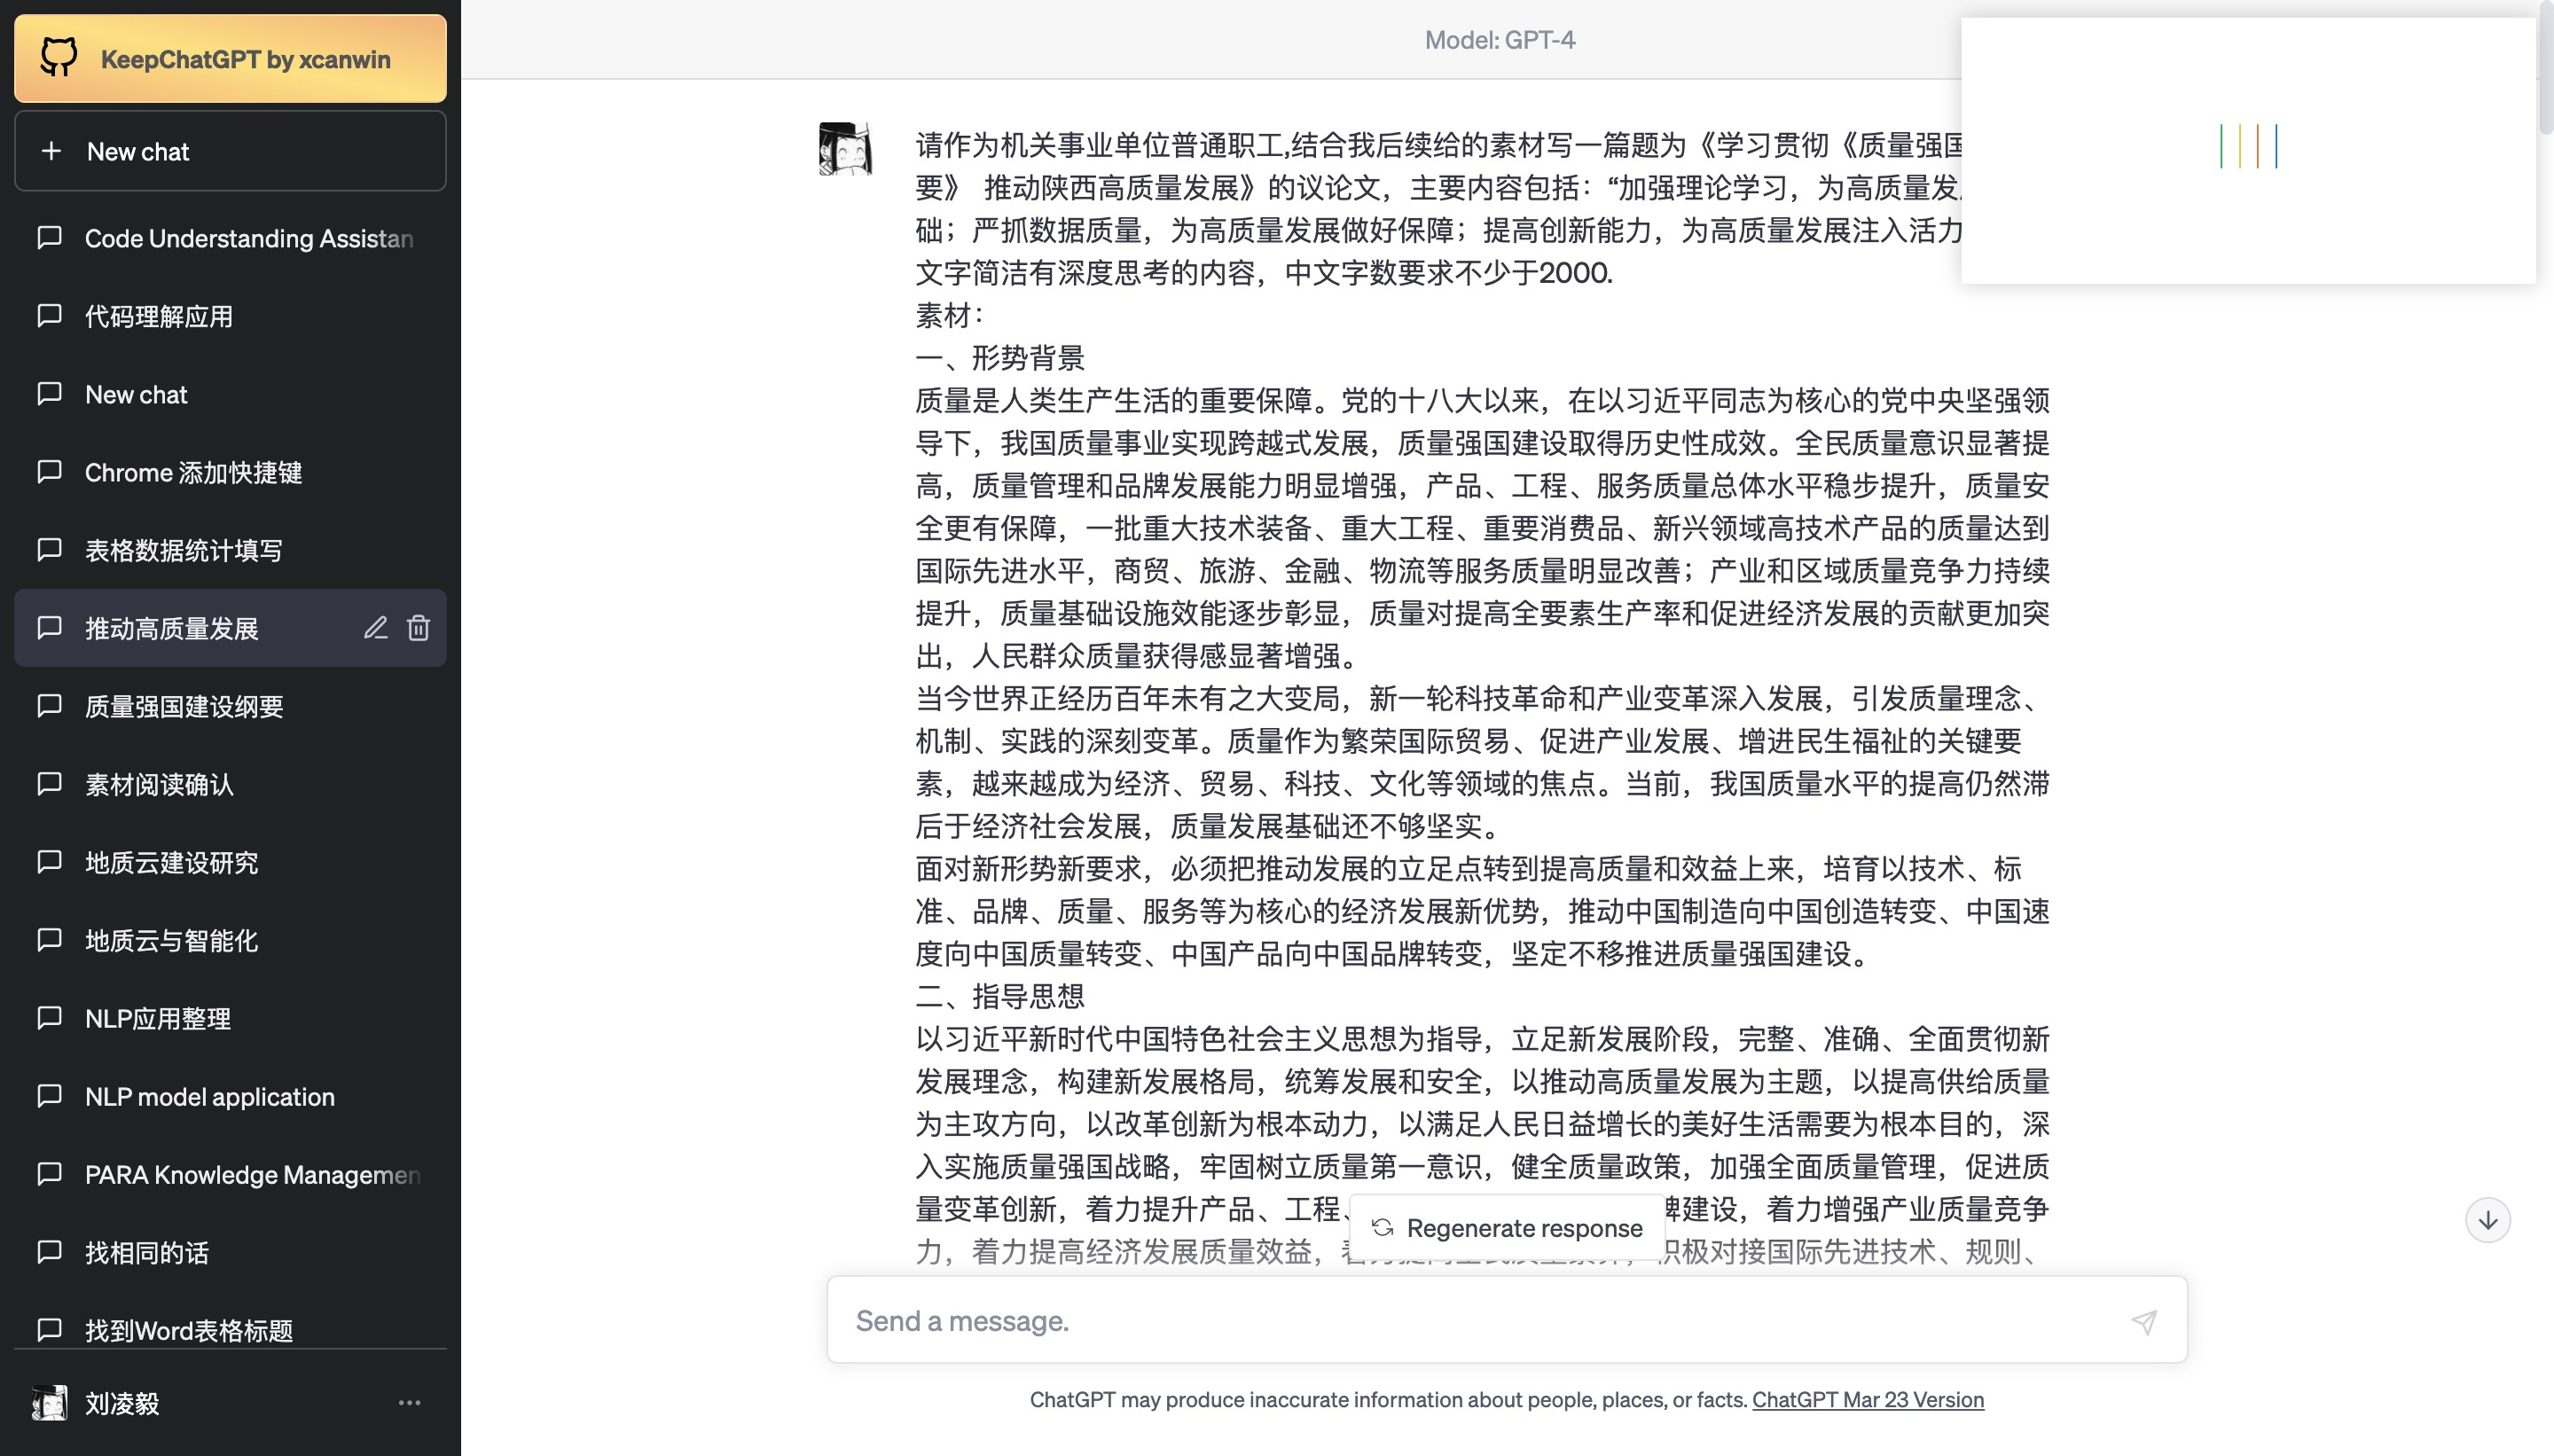 KeepChatGPT by xcanwin
New chat
Code Understanding Assistan
代码理解应用
New chat
Chrome 添加快捷键
表格数据统计填写
推动高质量发展
质量强国建设纲要
素材阅读确认
地质云建设研究
地质云与智能化
NLP应用整理
NLP model application
PARA Knowledge Managemen
找相同的话
找到Word表格标题
刘凌毅
Model: GPT-4
请作为机关事业单位普通职工,结合我后续给的素材写一篇题为《学习贯彻《质量强国
要》 推动陕西高质量发展》的议论文，主要内容包括：“加强理论学习，为高质量发
础；严抓数据质量，为高质量发展做好保障；提高创新能力，为高质量发展注入活力
文字简洁有深度思考的内容，中文字数要求不少于2000.
素材：
一、形势背景
质量是人类生产生活的重要保障。党的十八大以来，在以习近平同志为核心的党中央坚强领
导下，我国质量事业实现跨越式发展，质量强国建设取得历史性成效。全民质量意识显著提
高，质量管理和品牌发展能力明显增强，产品、工程、服务质量总体水平稳步提升，质量安
全更有保障，一批重大技术装备、重大工程、重要消费品、新兴领域高技术产品的质量达到
国际先进水平，商贸、旅游、金融、物流等服务质量明显改善；产业和区域质量竞争力持续
提升，质量基础设施效能逐步彰显，质量对提高全要素生产率和促进经济发展的贡献更加突
出，人民群众质量获得感显著增强。
当今世界正经历百年未有之大变局，新一轮科技革命和产业变革深入发展，引发质量理念、
机制、实践的深刻变革。质量作为繁荣国际贸易、促进产业发展、增进民生福祉的关键要
素，越来越成为经济、贸易、科技、文化等领域的焦点。当前，我国质量水平的提高仍然滞
后于经济社会发展，质量发展基础还不够坚实。
面对新形势新要求，必须把推动发展的立足点转到提高质量和效益上来，培育以技术、标
准、品牌、质量、服务等为核心的经济发展新优势，推动中国制造向中国创造转变、中国速
度向中国质量转变、中国产品向中国品牌转变，坚定不移推进质量强国建设。
二、指导思想
以习近平新时代中国特色社会主义思想为指导，立足新发展阶段，完整、准确、全面贯彻新
发展理念，构建新发展格局，统筹发展和安全，以推动高质量发展为主题，以提高供给质量
为主攻方向，以改革创新为根本动力，以满足人民日益增长的美好生活需要为根本目的，深
入实施质量强国战略，牢固树立质量第一意识，健全质量政策，加强全面质量管理，促进质
量变革创新，着力提升产品、工程、 牌建设，着力增强产业质量竞争
力，着力提高经济发展质量效益， 积极对接国际先进技术、规则、
Regenerate response
Send a message.
ChatGPT may produce inaccurate information about people, places, or facts. ChatGPT Mar 23 Version